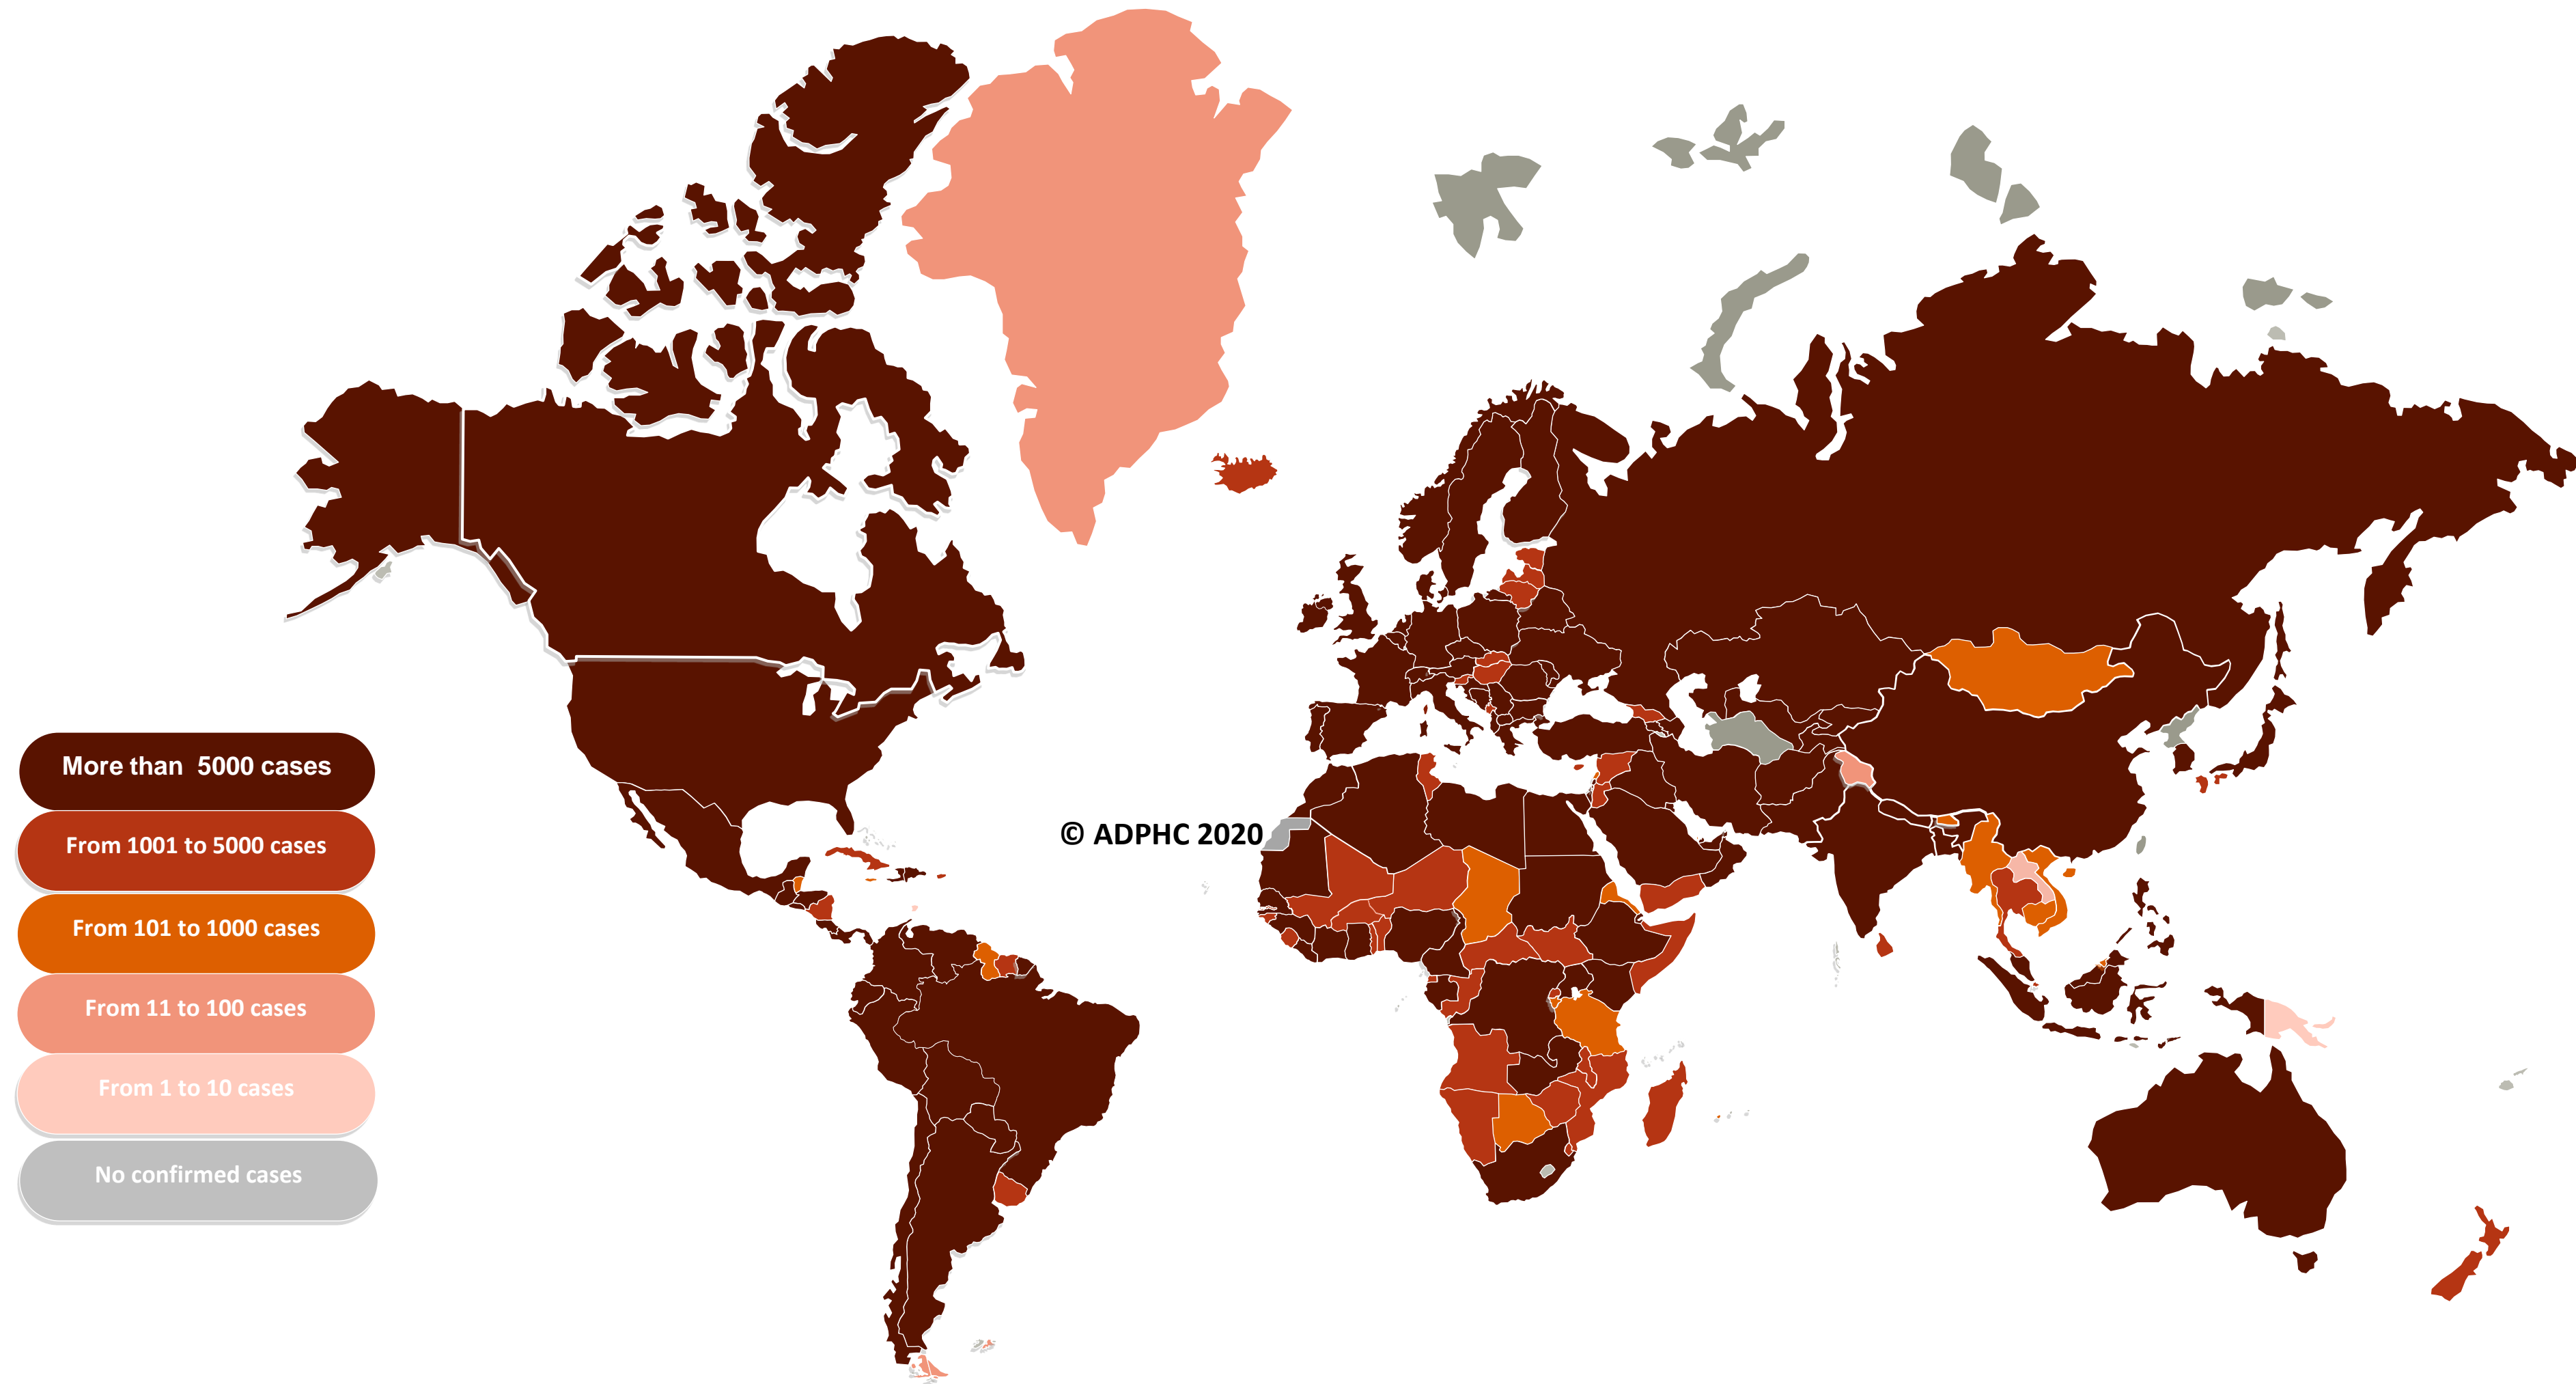 More than  5000 cases
From 1001 to 5000 cases
From 101 to 1000 cases
From 11 to 100 cases
From 1 to 10 cases
No confirmed cases
© ADPHC 2020